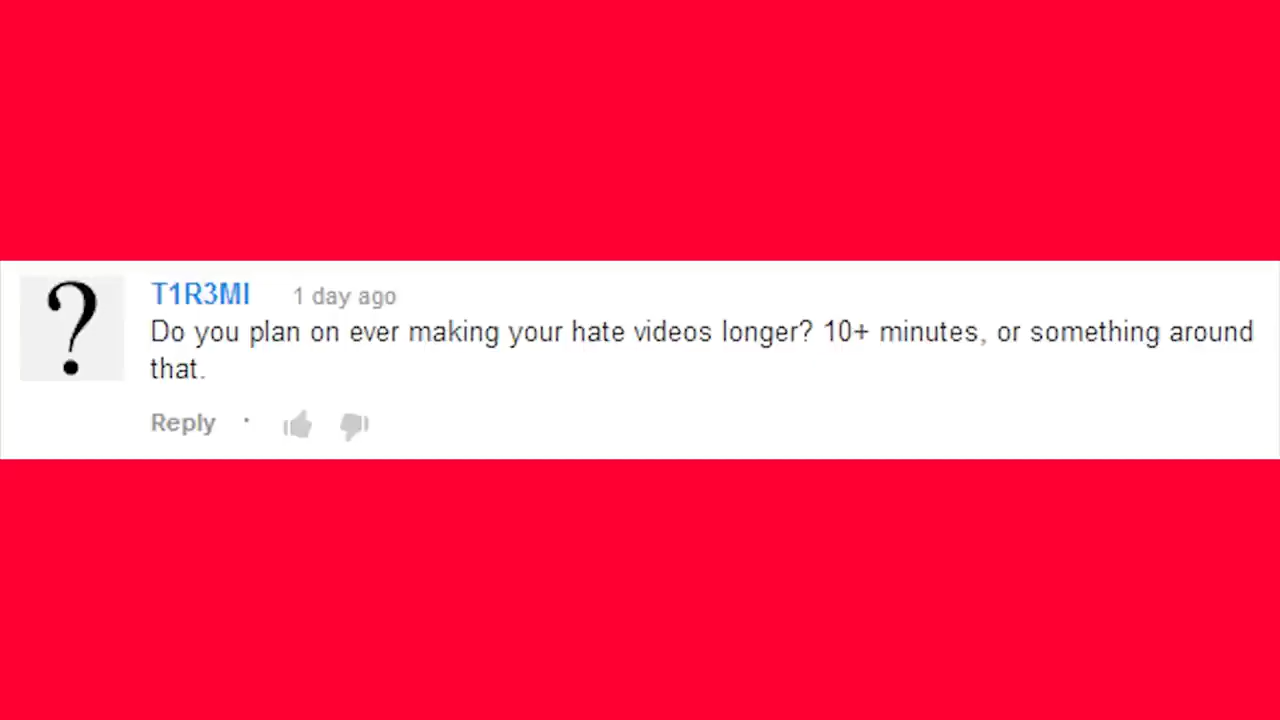 ?
T1R3MI 1 day ago
Do you plan on ever making your hate videos longer? 10+ minutes, or something around
that.
Reply ·